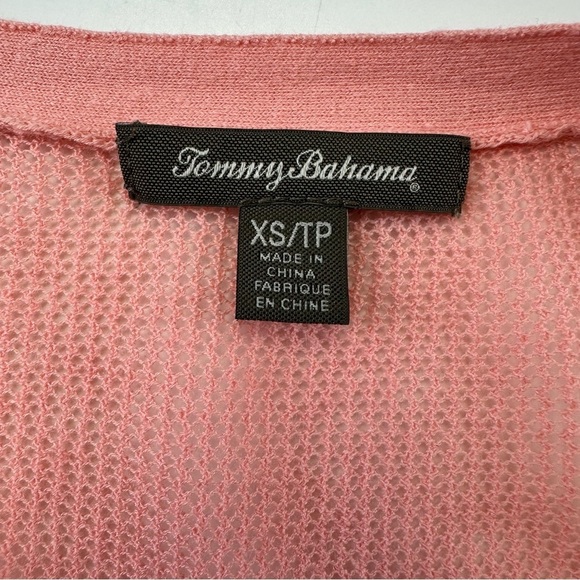 Tommy Bahama®
XS/TP
MADE IN
CHINA
FABRIQUE
EN CHINE